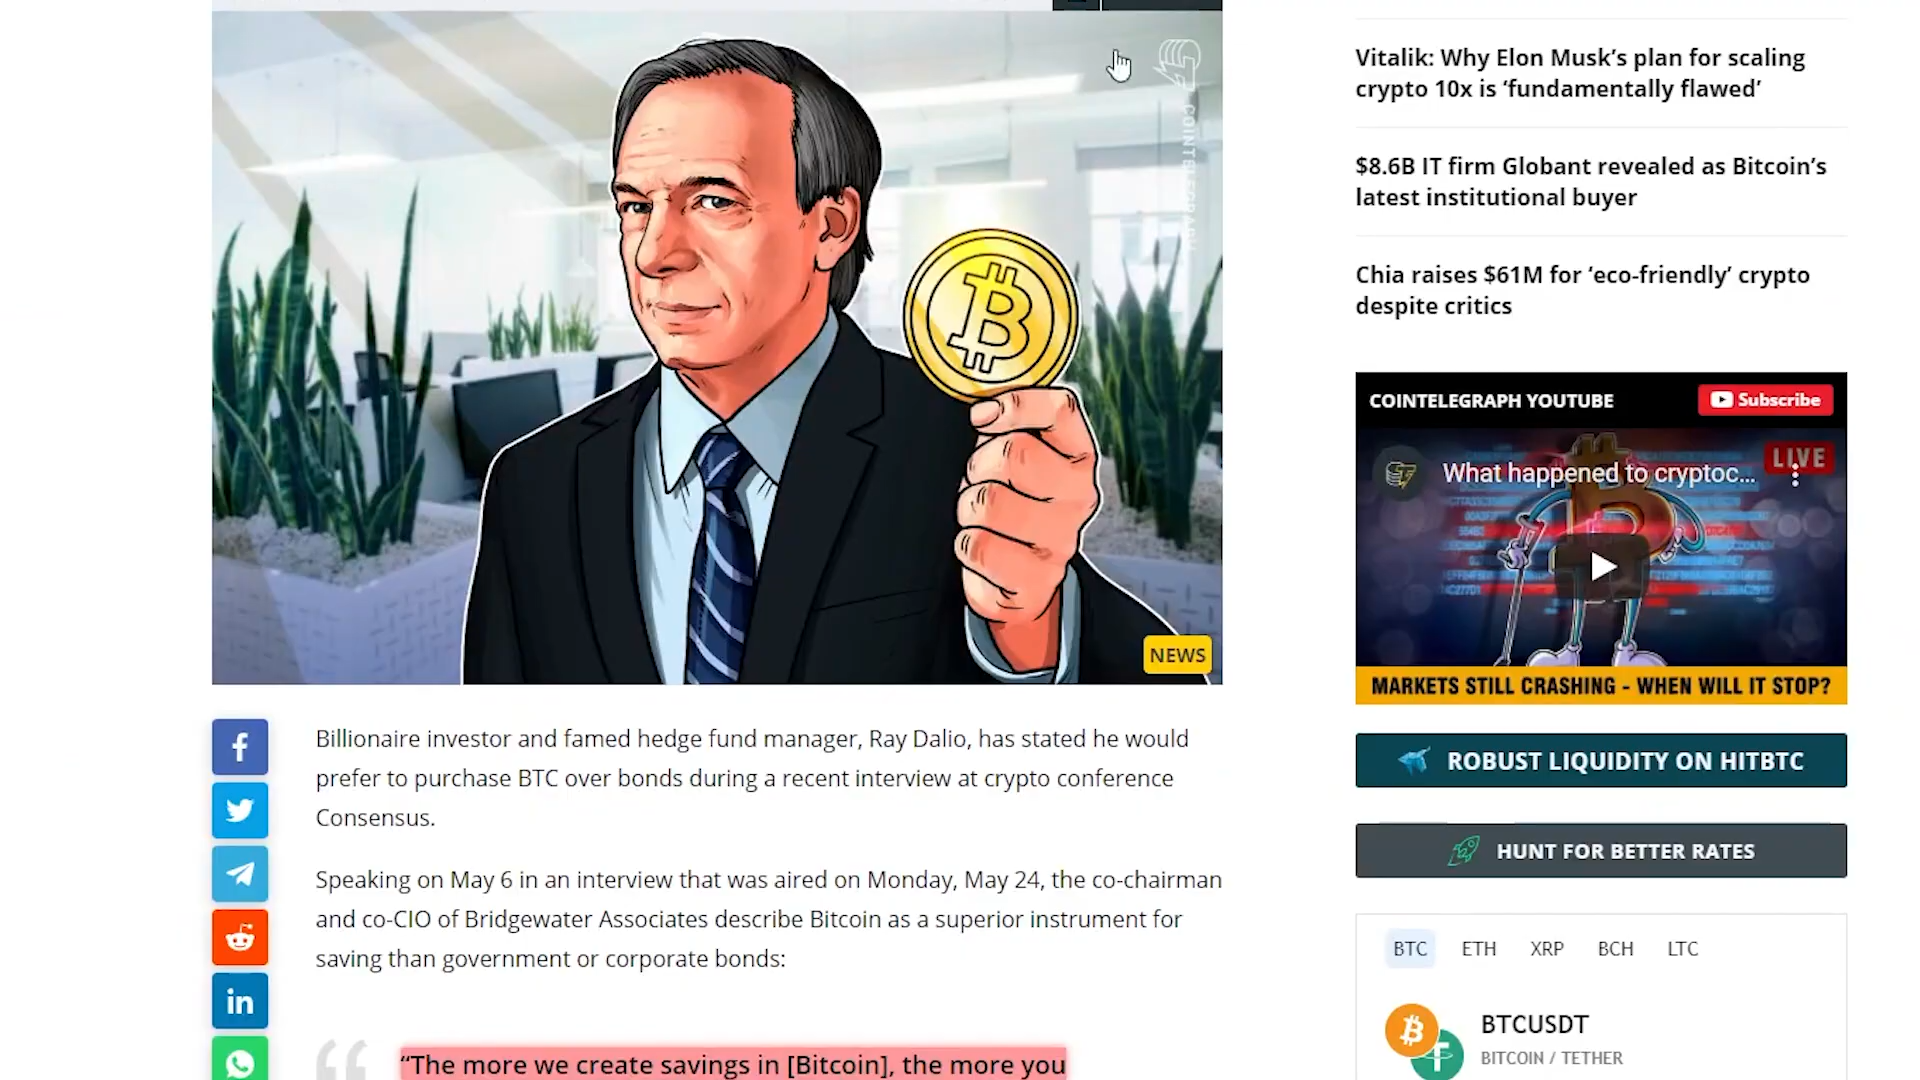 COINTELEGRAPH
NEWS
Billionaire investor and famed hedge fund manager, Ray Dalio, has stated he would
prefer to purchase BTC over bonds during a recent interview at crypto conference
Consensus.
Speaking on May 6 in an interview that was aired on Monday, May 24, the co-chairman
and co-CIO of Bridgewater Associates describe Bitcoin as a superior instrument for
saving than government or corporate bonds:
“The more we create savings in [Bitcoin], the more you
Vitalik: Why Elon Musk’s plan for scaling
crypto 10x is ‘fundamentally flawed’
$8.6B IT firm Globant revealed as Bitcoin’s
latest institutional buyer
Chia raises $61M for ‘eco-friendly’ crypto
despite critics
COINTELEGRAPH YOUTUBE
Subscribe
LIVE
What happened to cryptoc...
MARKETS STILL CRASHING - WHEN WILL IT STOP?
ROBUST LIQUIDITY ON HITBTC
HUNT FOR BETTER RATES
BTC ETH XRP BCH LTC
BTCUSDT
BITCOIN / TETHER